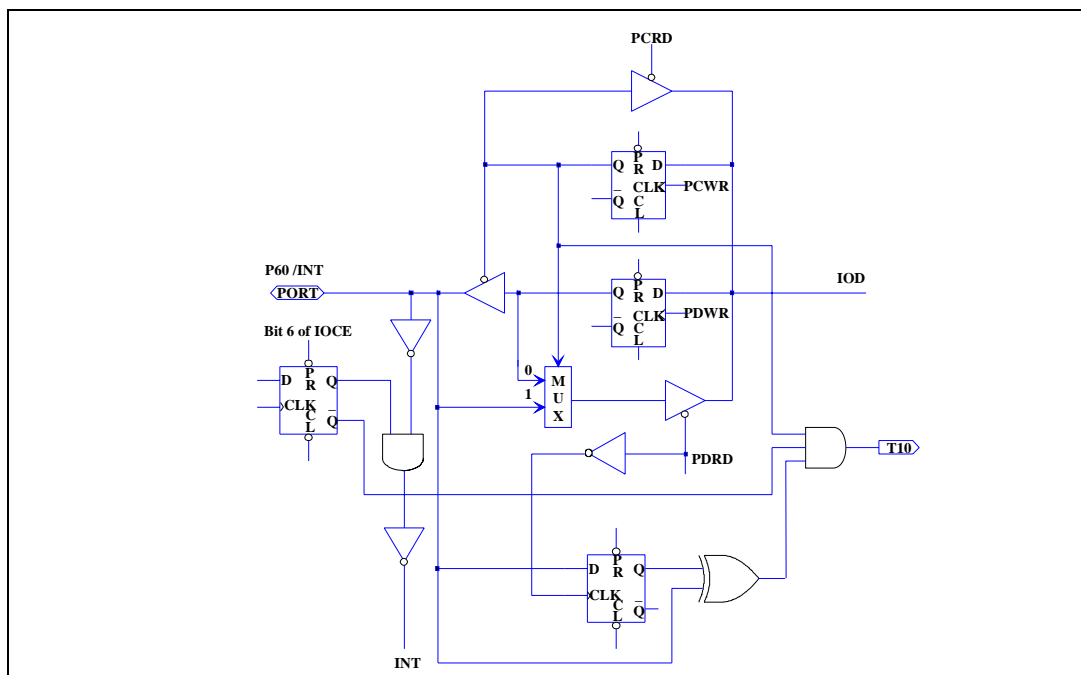 PCRD
Q
P
R
D
CLK
PCWR
Q
C
L
P60 /INT
PORT
IOD
Q
P
R
D
CLK
PDWR
Q
C
L
Bit 6 of IOCE
D
P
R
Q
CLK
C
L
Q
0
1
M
U
X
PDRD
T10
D
P
R
Q
CLK
C
L
Q
INT